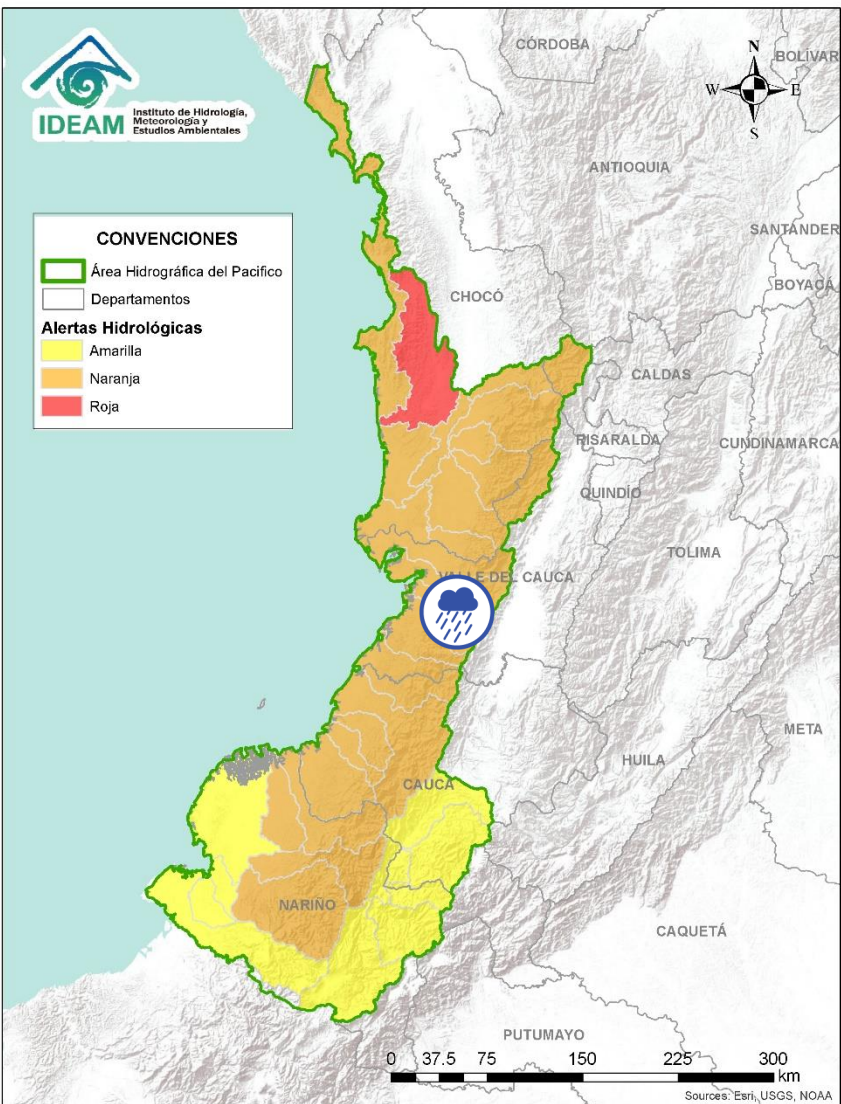 IDEAM
Instituto de Hidrología,
Meteorología y
Estudios Ambientales
N
W
E
S
CÓRDOBA
BOLÍVAR
ANTIOQUIA
SANTANDER
BOYACÁ
CHOCÓ
CALDAS
RISARALDA
CUNDINAMARCA
QUINDÍO
TOLIMA
VALLE DEL CAUCA
META
HUILA
CAUCA
NARIÑO
CAQUETÁ
PUTUMAYO
CONVENCIONES
Área Hidrográfica del Pacifico
Departamentos
Alertas Hidrológicas
Amarilla
Naranja
Roja
0 37.5 75 150 225 300
km
Sources: Esri, USGS, NOAA